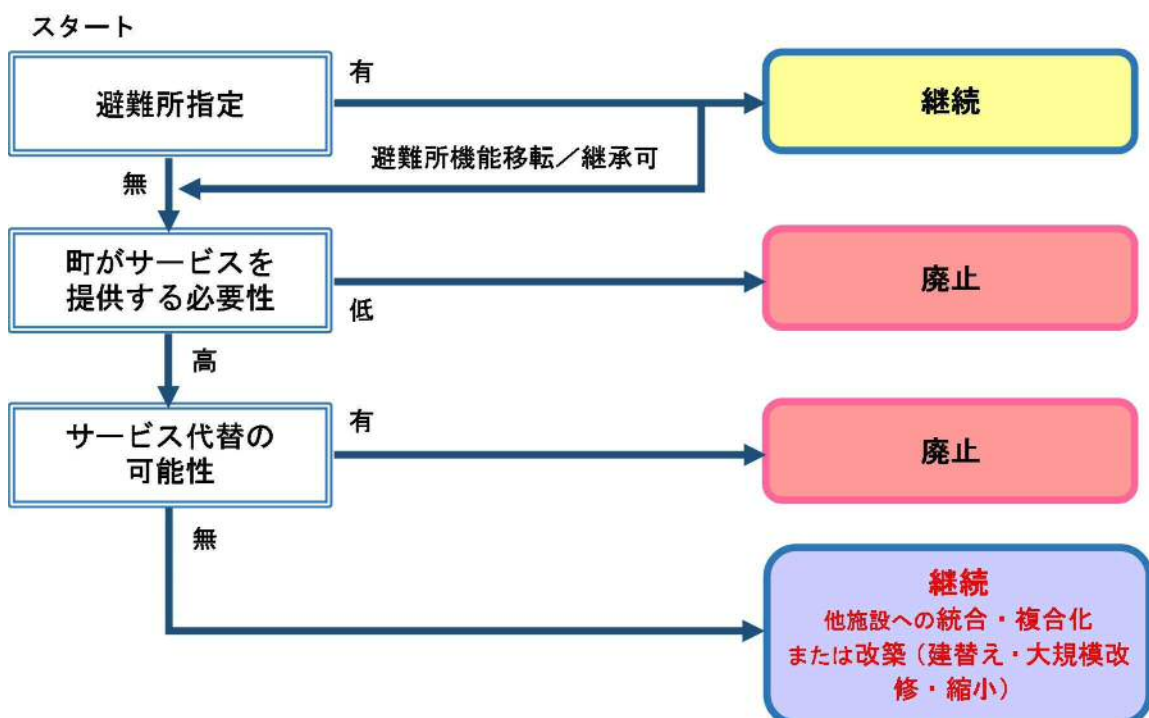 スタート
避難所指定
有
継続
避難所機能移転／継承可
無
町がサービスを
提供する必要性
低
廃止
高
サービス代替の
可能性
有
廃止
無
継続
他施設への統合・複合化
または改築（建替え・大規模改
修・縮小）